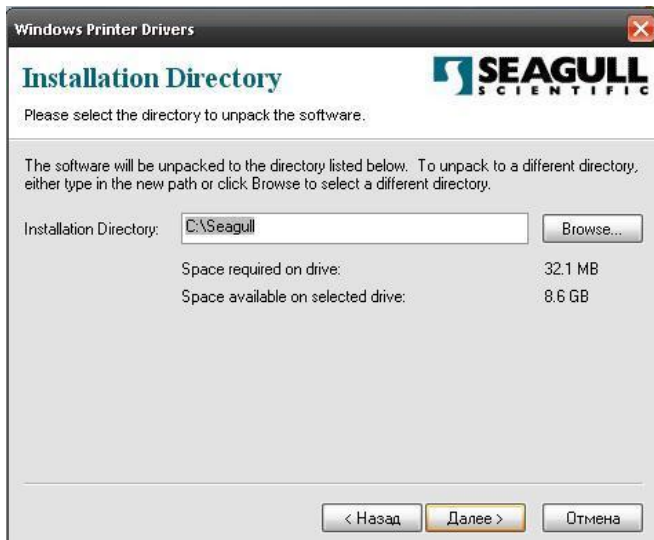 Windows Printer Drivers
Installation Directory
SEAGULL
SCIENTIFIC
Please select the directory to unpack the software.
The software will be unpacked to the directory listed below. To unpack to a different directory,
either type in the new path or click Browse to select a different directory.
Installation Directory: C:\Seagull Browse...
Space required on drive: 32.1 MB
Space available on selected drive: 8.6 GB
< Назад Далее > Отмена